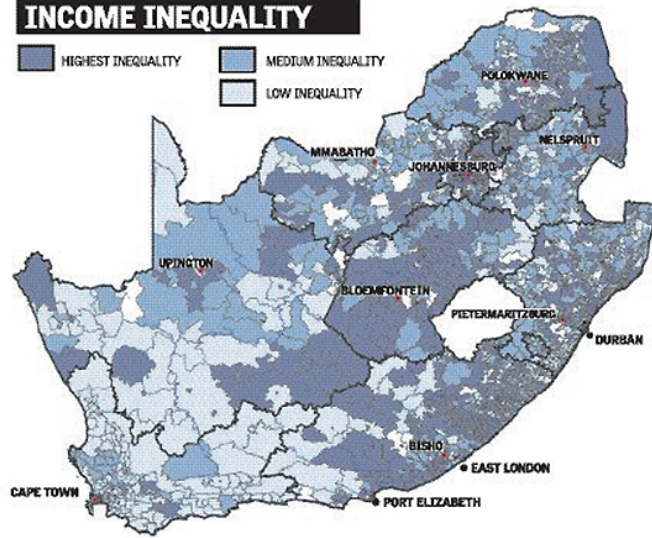 INCOME INEQUALITY
HIGHEST INEQUALITY
MEDIUM INEQUALITY
LOW INEQUALITY
POLOKWANE
NELSPRUIT
MMABATHO
JOHANNESBURG
UPINGTON
BLOEMFONTEIN
PIETERMARITZBURG
DURBAN
BISHO
EAST LONDON
CAPE TOWN
PORT ELIZABETH